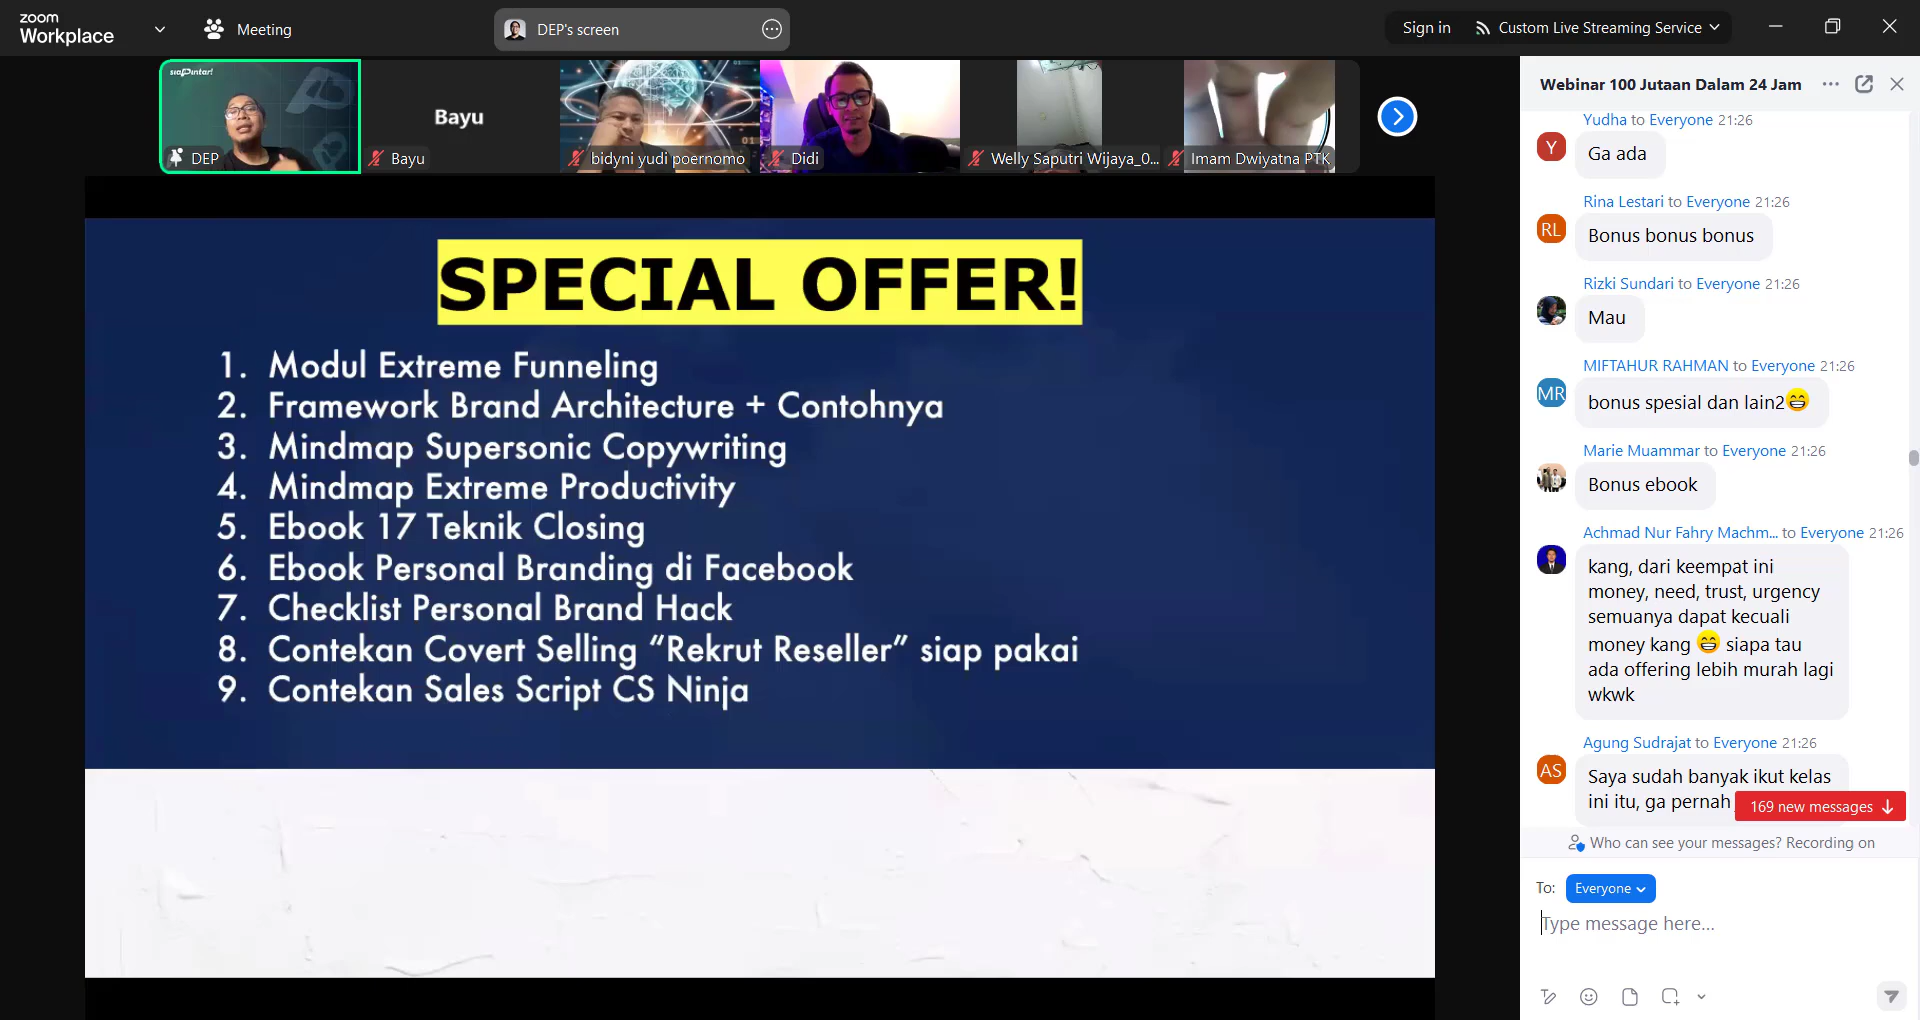 zoom
Workplace
Meeting
DEP's screen
Sign in
Custom Live Streaming Service
siapintar!
DEP
Bayu
Bayu
bidyni yudi poernomo
Didi
Welly Saputri Wijaya_0...
Imam Dwiyatna PTK
SPECIAL OFFER!
1. Modul Extreme Funneling
2. Framework Brand Architecture + Contohnya
3. Mindmap Supersonic Copywriting
4. Mindmap Extreme Productivity
5. Ebook 17 Teknik Closing
6. Ebook Personal Branding di Facebook
7. Checklist Personal Brand Hack
8. Contekan Covert Selling “Rekrut Reseller” siap pakai
9. Contekan Sales Script CS Ninja
Webinar 100 Jutaan Dalam 24 Jam
Yudha to Everyone 21:26
Y
Ga ada
Rina Lestari to Everyone 21:26
RL
Bonus bonus bonus
Rizki Sundari to Everyone 21:26
Mau
MIFTAHUR RAHMAN to Everyone 21:26
MR
bonus spesial dan lain2😁
Marie Muammar to Everyone 21:26
Bonus ebook
Achmad Nur Fahry Machm... to Everyone 21:26
kang, dari keempat ini
money, need, trust, urgency
semuanya dapat kecuali
money kang 😁 siapa tau
ada offering lebih murah lagi
wkwk
Agung Sudrajat to Everyone 21:26
AS
Saya sudah banyak ikut kelas
ini itu, ga pernah
169 new messages
Who can see your messages? Recording on
To: Everyone
Type message here...